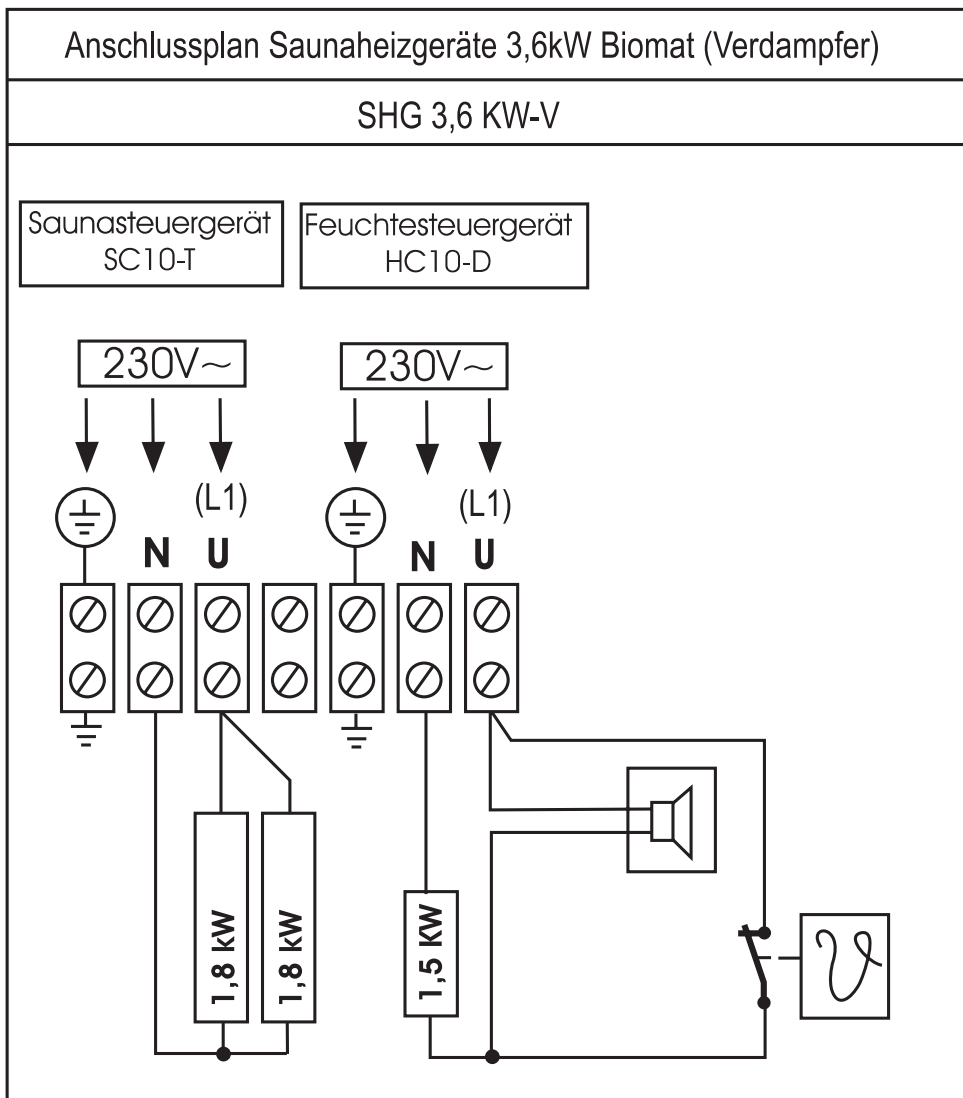 Anschlussplan Saunaheizgeräte 3,6kW Biomat (Verdampfer)
SHG 3,6 KW-V
Saunasteuergerät
SC10-T
Feuchtesteuergerät
HC10-D
230V~
230V~
(L1)
(L1)
N U
N U
1,8 kW
1,8 kW
1,5 KW
ϑ